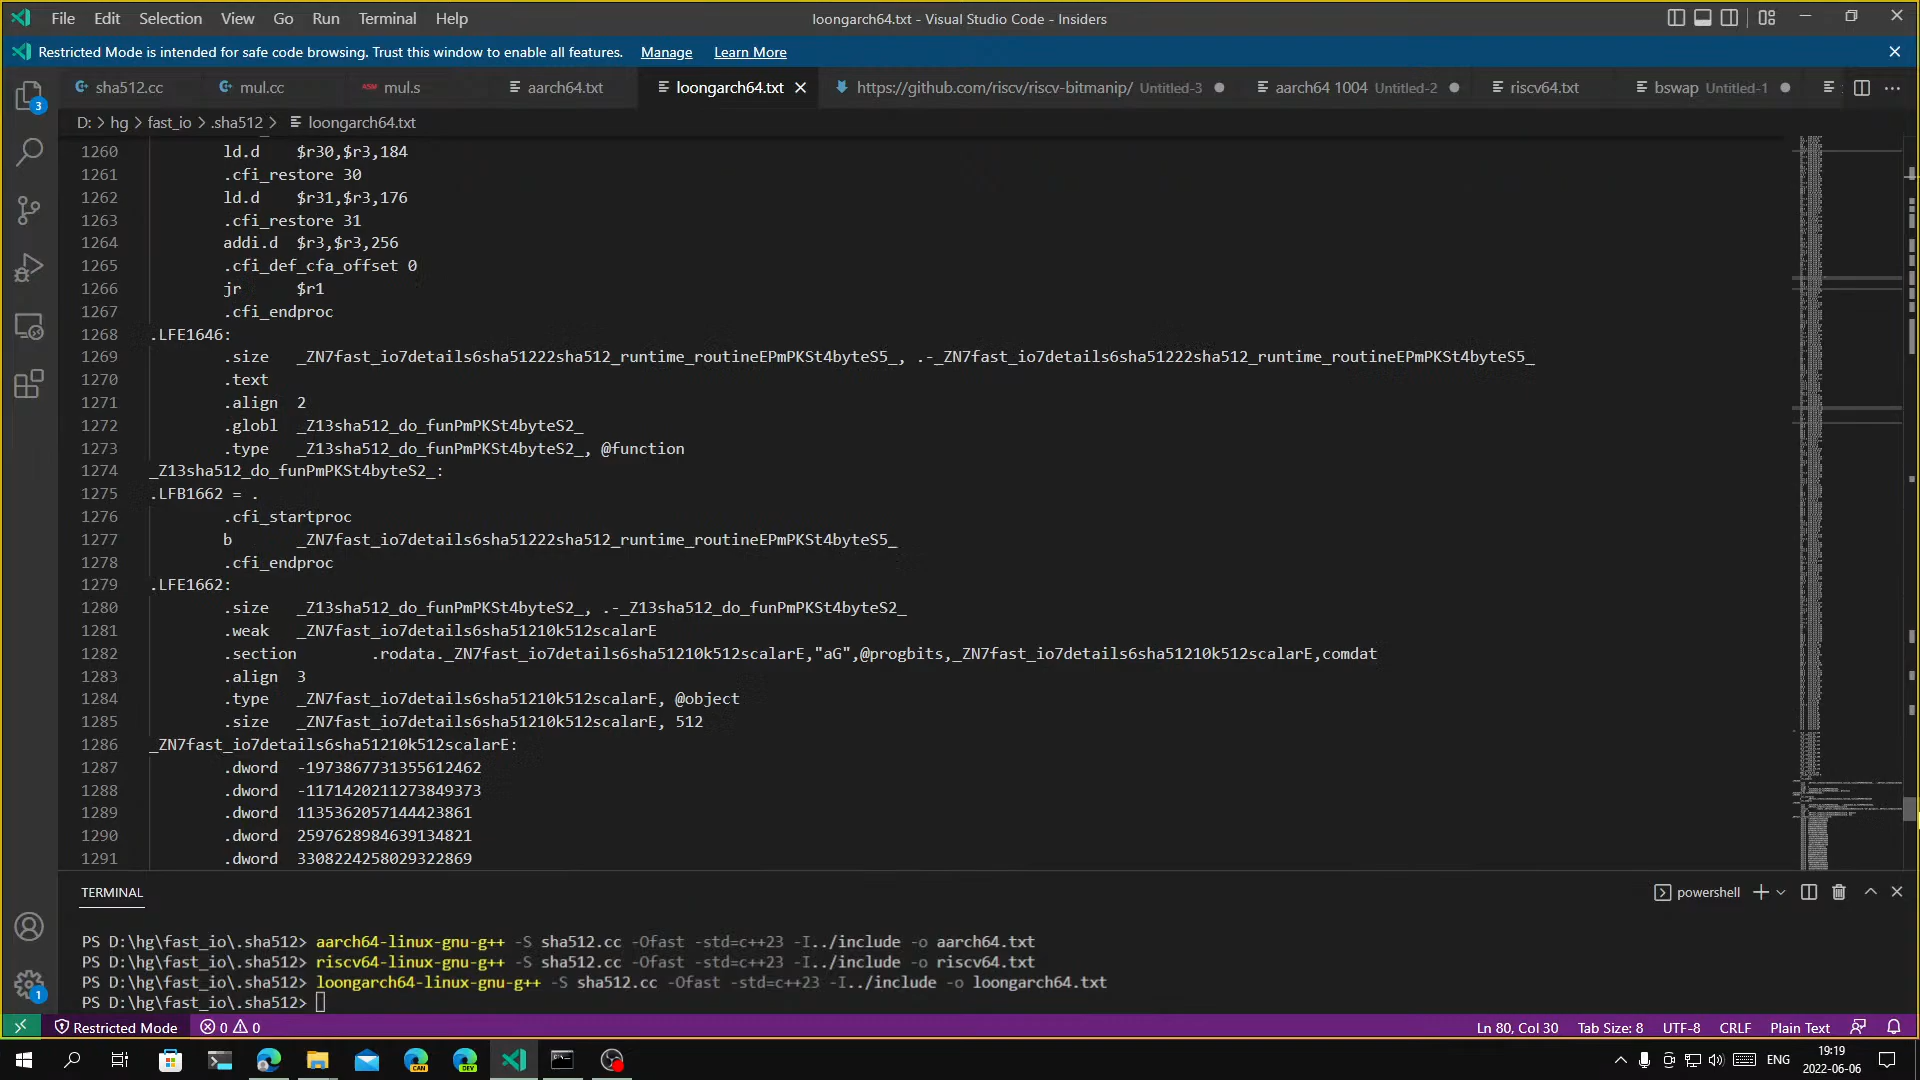 File Edit Selection View Go Run Terminal Help loongarch64.txt - Visual Studio Code - Insiders
Restricted Mode is intended for safe code browsing. Trust this window to enable all features. Manage Learn More
sha512.cc mul.cc ASM mul.s aarch64.txt loongarch64.txt https://github.com/riscv/riscv-bitmanip/ Untitled-3 aarch64 1004 Untitled-2 riscv64.txt bswap Untitled-1
3
D: > hg > fast_io > .sha512 > loongarch64.txt
1260 ld.d $r30,$r3,184
1261 .cfi_restore 30
1262 ld.d $r31,$r3,176
1263 .cfi_restore 31
1264 addi.d $r3,$r3,256
1265 .cfi_def_cfa_offset 0
1266 jr $r1
1267 .cfi_endproc
1268 .LFE1646:
1269 .size _ZN7fast_io7details6sha51222sha512_runtime_routineEPmPKSt4byteS5_, .-_ZN7fast_io7details6sha51222sha512_runtime_routineEPmPKSt4byteS5_
1270 .text
1271 .align 2
1272 .globl _Z13sha512_do_funPmPKSt4byteS2_
1273 .type _Z13sha512_do_funPmPKSt4byteS2_, @function
1274 _Z13sha512_do_funPmPKSt4byteS2_:
1275 .LFB1662 = .
1276 .cfi_startproc
1277 b _ZN7fast_io7details6sha51222sha512_runtime_routineEPmPKSt4byteS5_
1278 .cfi_endproc
1279 .LFE1662:
1280 .size _Z13sha512_do_funPmPKSt4byteS2_, .-_Z13sha512_do_funPmPKSt4byteS2_
1281 .weak _ZN7fast_io7details6sha51210k512scalarE
1282 .section .rodata._ZN7fast_io7details6sha51210k512scalarE,"aG",@progbits,_ZN7fast_io7details6sha51210k512scalarE,comdat
1283 .align 3
1284 .type _ZN7fast_io7details6sha51210k512scalarE, @object
1285 .size _ZN7fast_io7details6sha51210k512scalarE, 512
1286 _ZN7fast_io7details6sha51210k512scalarE:
1287 .dword -1973867731355612462
1288 .dword -1171420211273849373
1289 .dword 1135362057144423861
1290 .dword 2597628984639134821
1291 .dword 3308224258029322869
TERMINAL powershell
PS D:\hg\fast_io\.sha512> aarch64-linux-gnu-g++ -S sha512.cc -Ofast -std=c++23 -I../include -o aarch64.txt
PS D:\hg\fast_io\.sha512> riscv64-linux-gnu-g++ -S sha512.cc -Ofast -std=c++23 -I../include -o riscv64.txt
PS D:\hg\fast_io\.sha512> loongarch64-linux-gnu-g++ -S sha512.cc -Ofast -std=c++23 -I../include -o loongarch64.txt
PS D:\hg\fast_io\.sha512>
1
Restricted Mode 0 0 Ln 80, Col 30 Tab Size: 8 UTF-8 CRLF Plain Text
CAN DEV ENG 19:19
2022-06-06